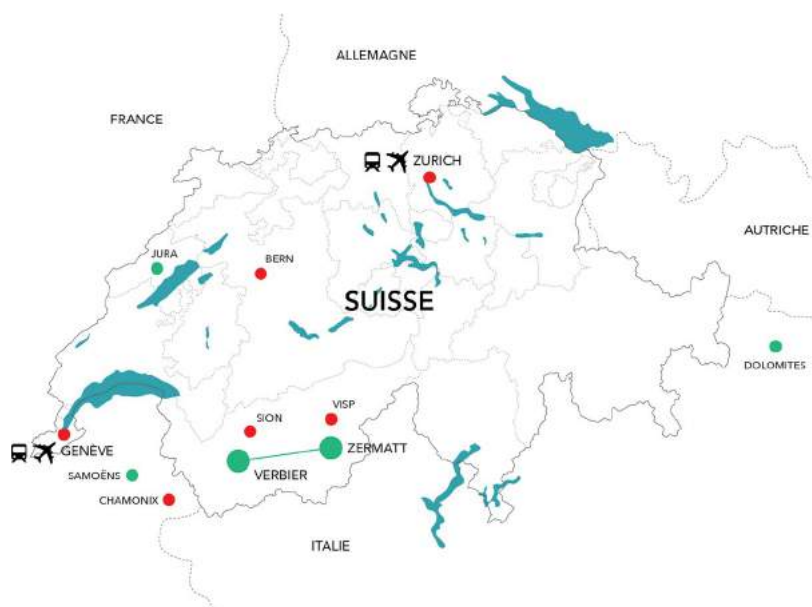 ALLEMAGNE
FRANCE
ZURICH
AUTRICHE
JURA
BERN
SUISSE
DOLOMITES
VISP
SION
GENÈVE
ZERMATT
VERBIER
SAMOËNS
CHAMONIX
ITALIE